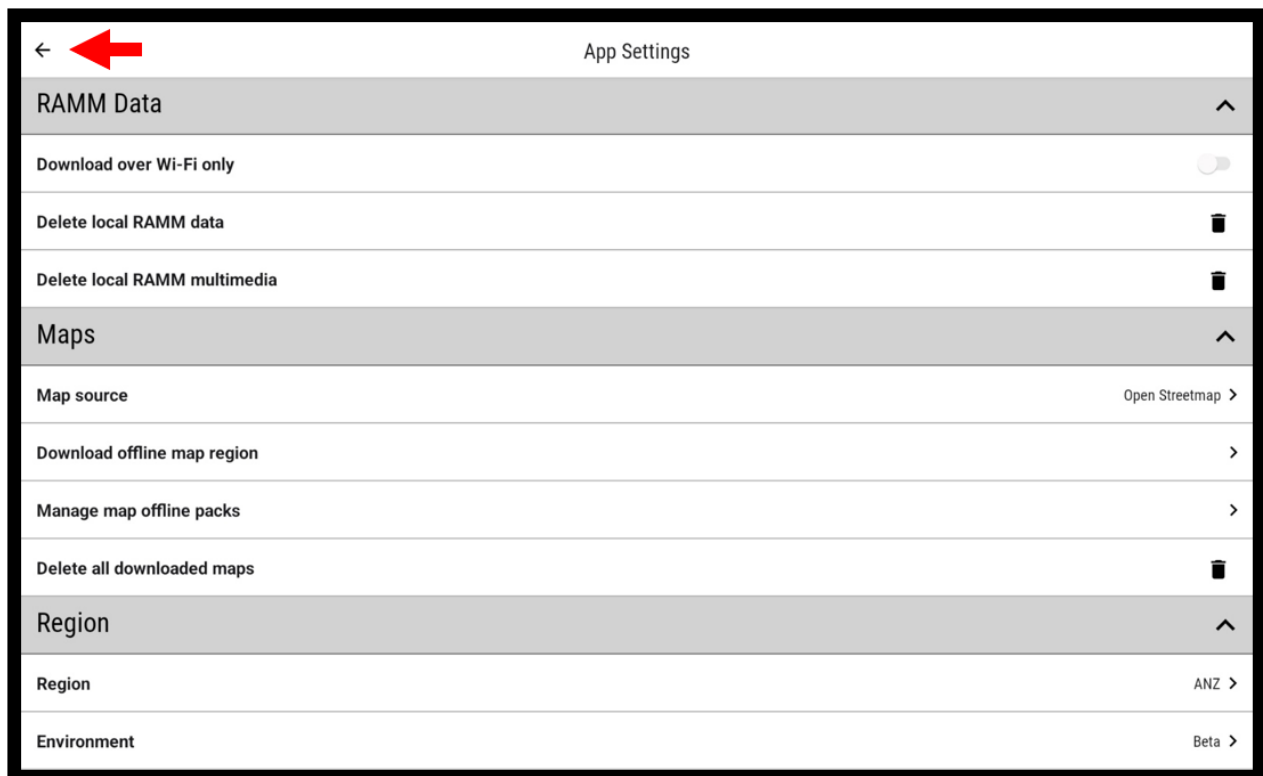 App Settings
RAMM Data
Download over Wi-Fi only
Delete local RAMM data
Delete local RAMM multimedia
Maps
Map source Open Streetmap
Download offline map region
Manage map offline packs
Delete all downloaded maps
Region
Region ANZ
Environment Beta